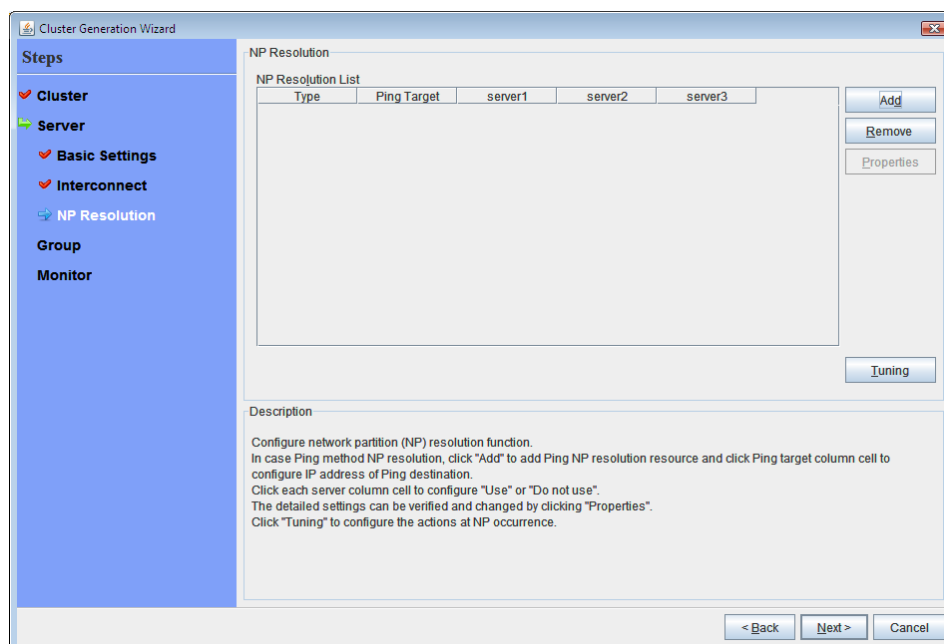 Cluster Generation Wizard
Steps
Cluster
Server
Basic Settings
Interconnect
NP Resolution
Group
Monitor
NP Resolution
NP Resolution List
Type Ping Target server1 server2 server3
Add
Remove
Properties
Tuning
Description
Configure network partition (NP) resolution function.
In case Ping method NP resolution, click "Add" to add Ping NP resolution resource and click Ping target column cell to
configure IP address of Ping destination.
Click each server column cell to configure "Use" or "Do not use".
The detailed settings can be verified and changed by clicking "Properties".
Click "Tuning" to configure the actions at NP occurrence.
< Back Next > Cancel